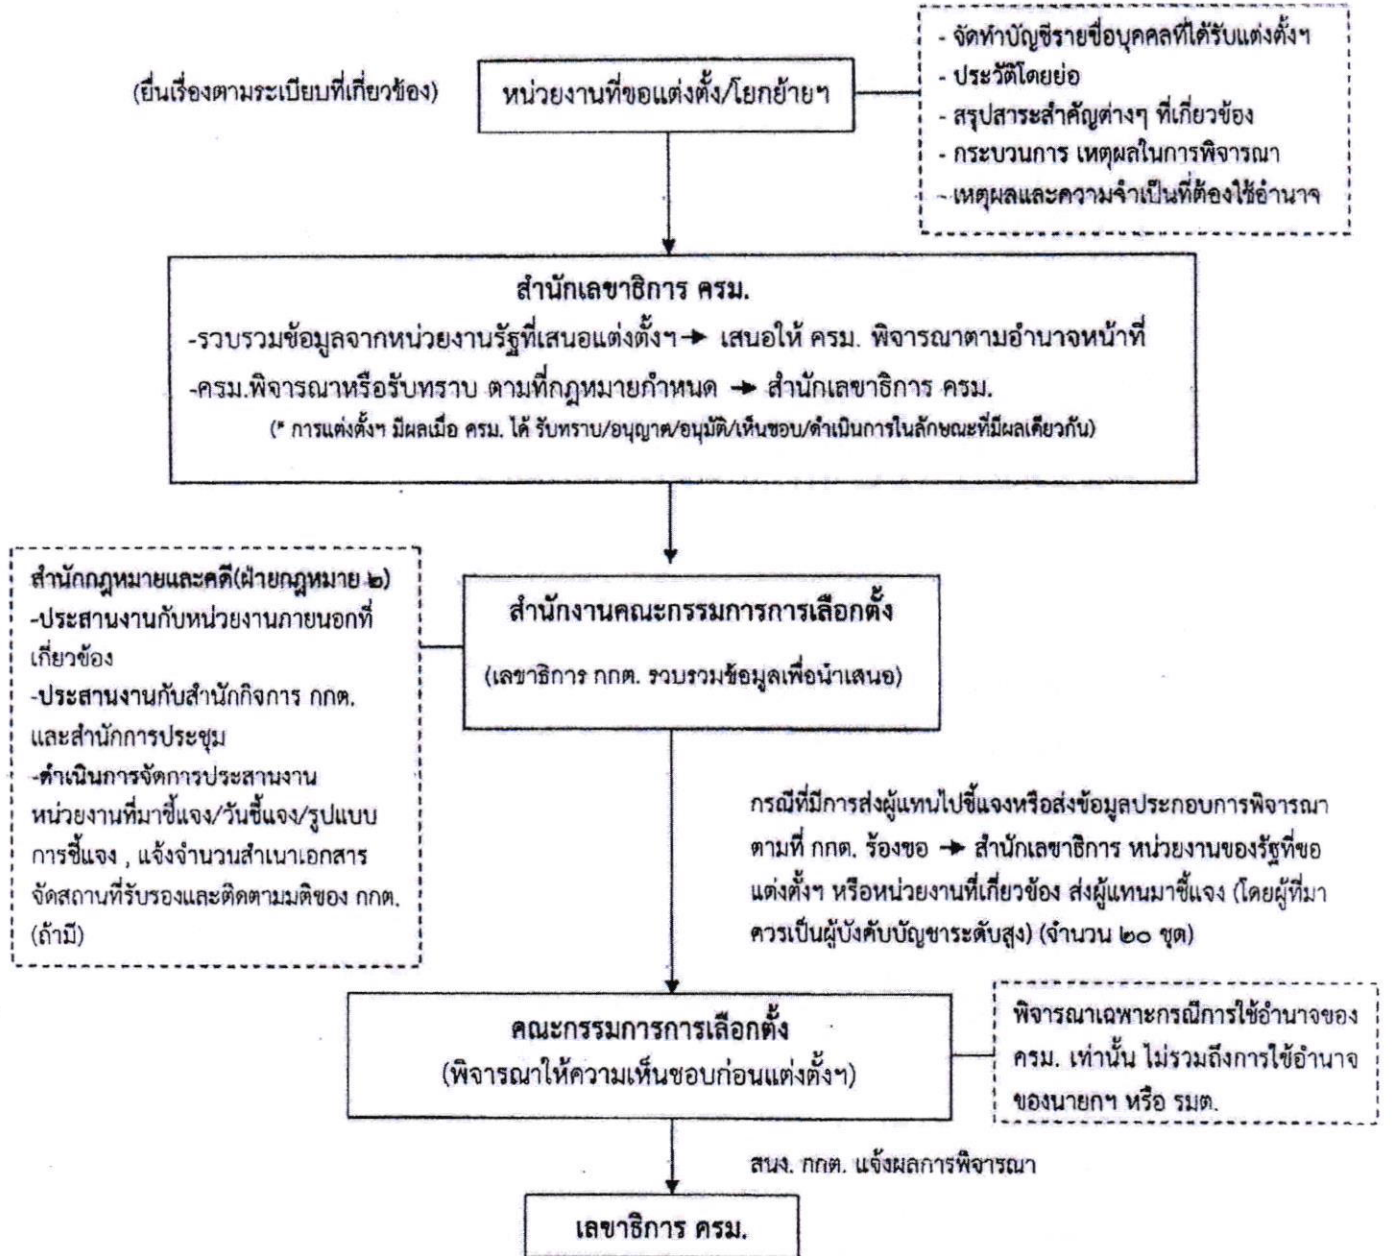 (ยื่นเรื่องตามระเบียบที่เกี่ยวข้อง)
หน่วยงานที่ขอแต่งตั้ง/โยกย้ายฯ
- จัดทำบัญชีรายชื่อบุคคลที่ได้รับแต่งตั้งฯ
- ประวัติโดยย่อ
- สรุปสาระสำคัญต่างๆ ที่เกี่ยวข้อง
- กระบวนการ เหตุผลในการพิจารณา
- เหตุผลและความจำเป็นที่ต้องใช้อำนาจ
สำนักเลขาธิการ ครม.
-รวบรวมข้อมูลจากหน่วยงานรัฐที่เสนอแต่งตั้งฯ → เสนอให้ ครม. พิจารณาตามอำนาจหน้าที่
-ครม.พิจารณาหรือรับทราบ ตามที่กฎหมายกำหนด → สำนักเลขาธิการ ครม.
(* การแต่งตั้งฯ มีผลเมื่อ ครม. ได้ รับทราบ/อนุญาต/อนุมัติ/เห็นชอบ/ดำเนินการในลักษณะที่มีผลเดียวกัน)
สำนักกฎหมายและคดี(ฝ่ายกฎหมาย ๒)
-ประสานงานกับหน่วยงานภายนอกที่
เกี่ยวข้อง
-ประสานงานกับสำนักกิจการ กกต.
และสำนักการประชุม
-ดำเนินการจัดการประสานงาน
หน่วยงานที่มาชี้แจง/วันชี้แจง/รูปแบบ
การชี้แจง , แจ้งจำนวนสำเนาเอกสาร
จัดสถานที่รับรองและติดตามมติของ กกต.
(ถ้ามี)
สำนักงานคณะกรรมการการเลือกตั้ง
(เลขาธิการ กกต. รวบรวมข้อมูลเพื่อนำเสนอ)
กรณีที่มีการส่งผู้แทนไปชี้แจงหรือส่งข้อมูลประกอบการพิจารณา
ตามที่ กกต. ร้องขอ → สำนักเลขาธิการ หน่วยงานของรัฐที่ขอ
แต่งตั้งฯ หรือหน่วยงานที่เกี่ยวข้อง ส่งผู้แทนมาชี้แจง (โดยผู้ที่มา
ควรเป็นผู้บังคับบัญชาระดับสูง) (จำนวน ๒๐ ชุด)
คณะกรรมการการเลือกตั้ง
(พิจารณาให้ความเห็นชอบก่อนแต่งตั้งฯ)
พิจารณาเฉพาะกรณีการใช้อำนาจของ
ครม. เท่านั้น ไม่รวมถึงการใช้อำนาจ
ของนายกฯ หรือ รมต.
สนง. กกต. แจ้งผลการพิจารณา
เลขาธิการ ครม.